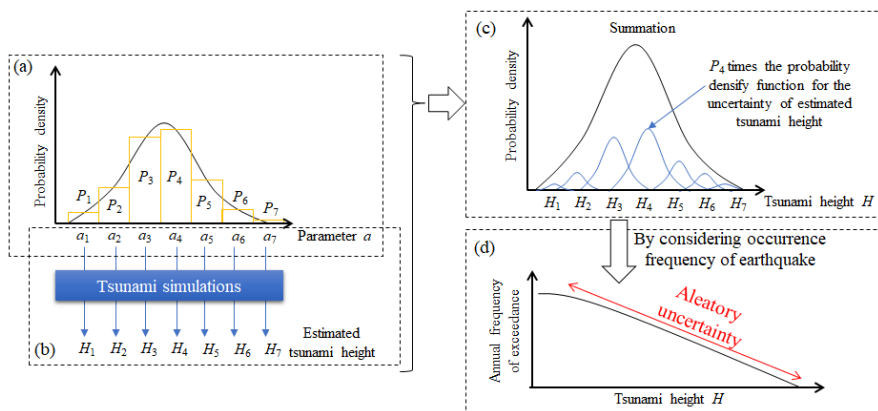 (a)
Probability density
P1
P2
P3
P4
P5
P6
P7
a1 a2 a3 a4 a5 a6 a7 Parameter a
Tsunami simulations
(b)
H1 H2 H3 H4 H5 H6 H7
Estimated
tsunami height
(c)
Summation
Probability density
P4 times the probability
densify function for the
uncertainty of estimated
tsunami height
H1 H2 H3 H4 H5 H6 H7 Tsunami height H
By considering occurrence
frequency of earthquake
(d)
Annual frequency
of exceedance
Aleatory
uncertainty
Tsunami height H